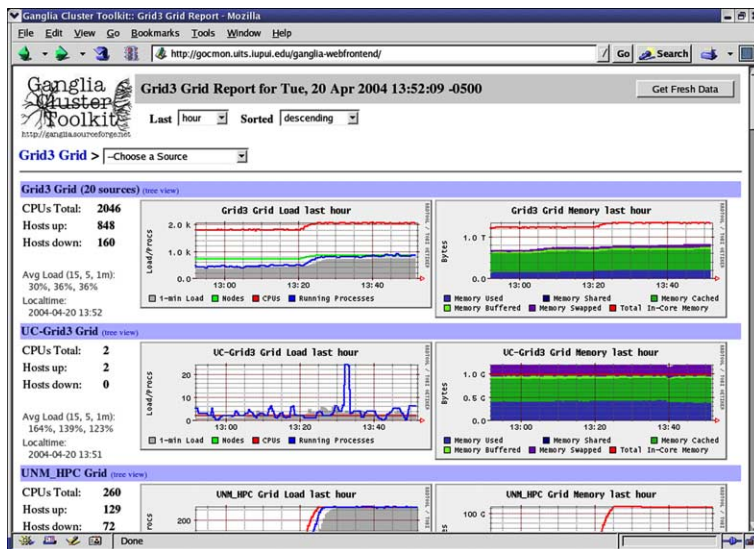 Ganglia Cluster Toolkit:: Grid3 Grid Report - Mozilla
File Edit View Go Bookmarks Tools Window Help
http://gocmon.uits.iupui.edu/ganglia-webfrontend/ Go Search
Ganglia Cluster Toolkit
http://ganglia.sourceforge.net
Grid3 Grid Report for Tue, 20 Apr 2004 13:52:09 -0500
Get Fresh Data
Last hour Sorted descending
Grid3 Grid > --Choose a Source
Grid3 Grid (20 sources) (tree view)
CPUs Total: 2046
Hosts up: 848
Hosts down: 160
Avg Load (15, 5, 1m):
30%, 36%, 36%
Localtime:
2004-04-20 13:52
Grid3 Grid Load last hour
Load/Procs
2.0 k
1.0 k
0.0
13:00 13:20 13:40
1-min Load Nodes CPUs Running Processes
Grid3 Grid Memory last hour
Bytes
1.0 T
0.0
13:00 13:20 13:40
Memory Used Memory Shared Memory Cached
Memory Buffered Memory Swapped Total In-Core Memory
UC-Grid3 Grid (tree view)
CPUs Total: 2
Hosts up: 2
Hosts down: 0
Avg Load (15, 5, 1m):
164%, 139%, 123%
Localtime:
2004-04-20 13:51
UC-Grid3 Grid Load last hour
Load/Procs
20
10
0
13:00 13:20 13:40
1-min Load Nodes CPUs Running Processes
UC-Grid3 Grid Memory last hour
Bytes
1.0 G
0.5 G
0.0
13:00 13:20 13:40
Memory Used Memory Shared Memory Cached
Memory Buffered Memory Swapped Total In-Core Memory
UNM_HPC Grid (tree view)
CPUs Total: 260
Hosts up: 129
Hosts down: 72
UNM_HPC Grid Load last hour
200
UNM_HPC Grid Memory last hour
100 G
Done